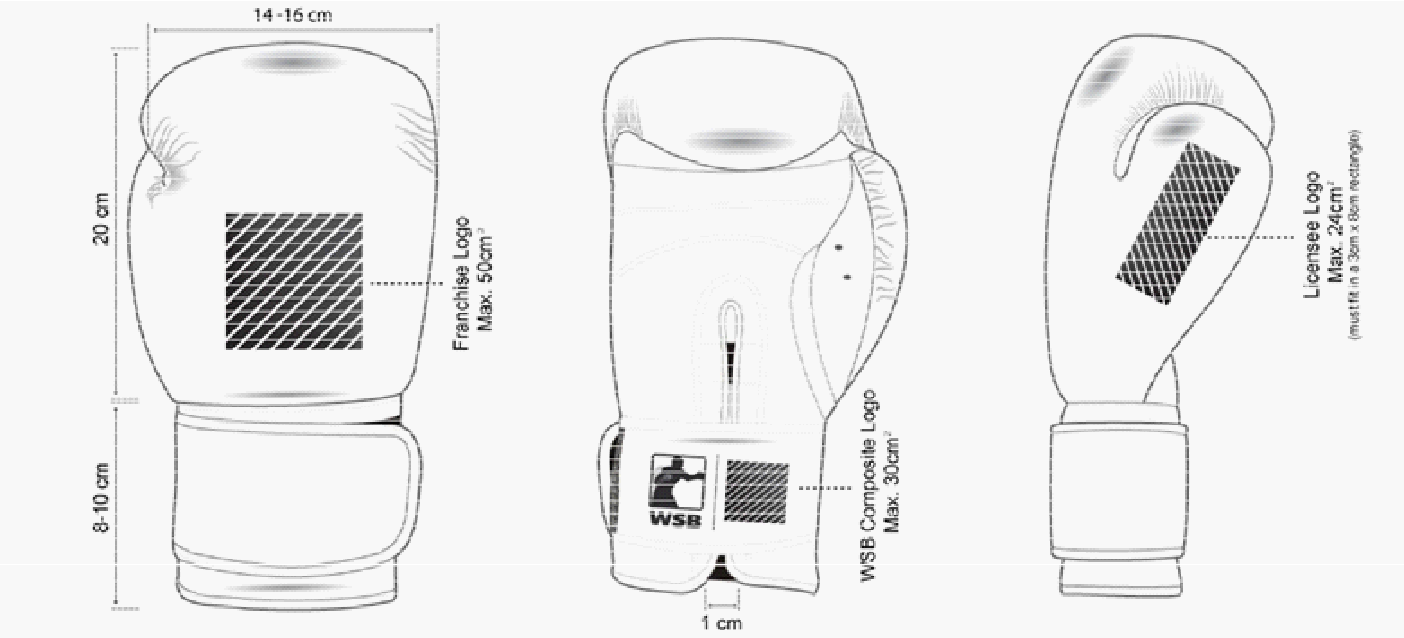 14-16 cm
20 cm
8-10 cm
Franchise Logo
Max. 50cm²
WSB
WSB Composite Logo
Max. 30cm²
1 cm
Licensee Logo
Max. 24cm²
(must fit in a 3cm x 8cm rectangle)